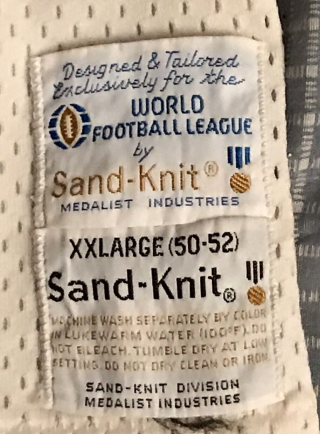 Designed & Tailored
Exclusively for the
WORLD
FOOTBALL LEAGUE
by
Sand-Knit®
MEDALIST INDUSTRIES
XXLARGE (50-52)
Sand-Knit®
MACHINE WASH SEPARATELY BY COLOR
IN LUKEWARM WATER (100°F). DO
NOT BLEACH. TUMBLE DRY AT LOW
SETTING. DO NOT DRY CLEAN OR IRON.
SAND-KNIT DIVISION
MEDALIST INDUSTRIES